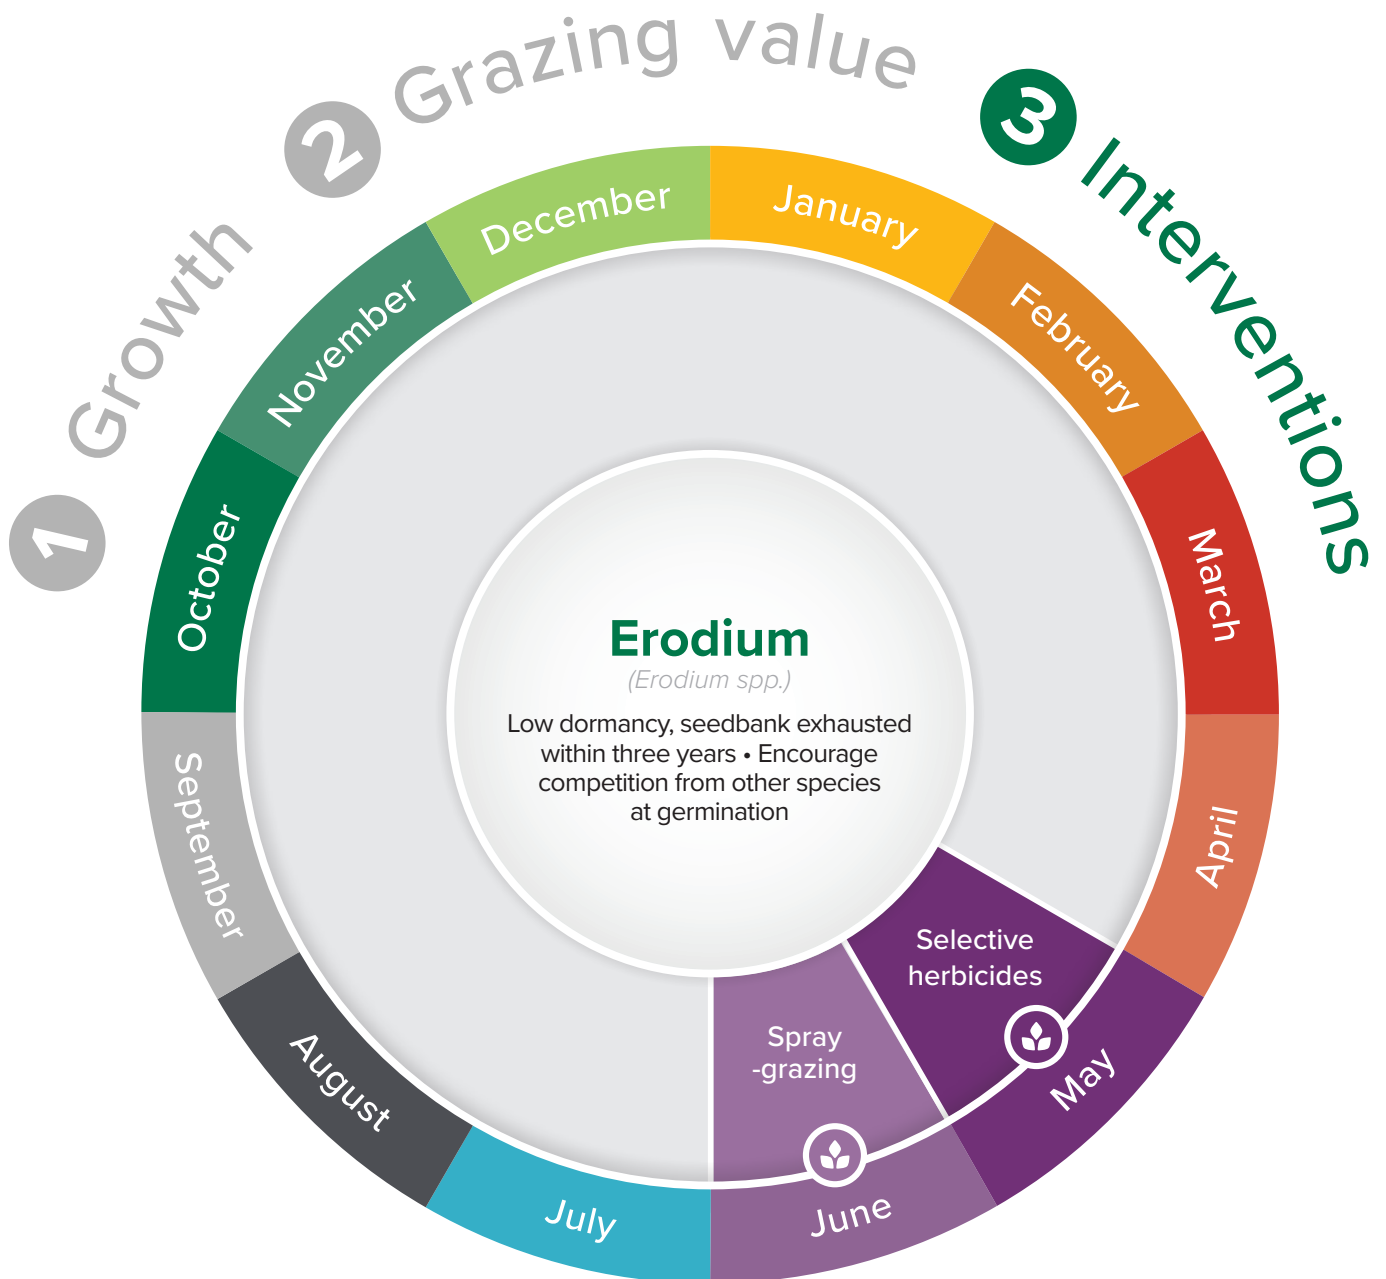 1 Growth
2 Grazing value
3 Interventions
January
February
March
April
May
June
July
August
September
October
November
December
Erodium
(Erodium spp.)
Low dormancy, seedbank exhausted
within three years • Encourage
competition from other species
at germination
Selective
herbicides
Spray
-grazing